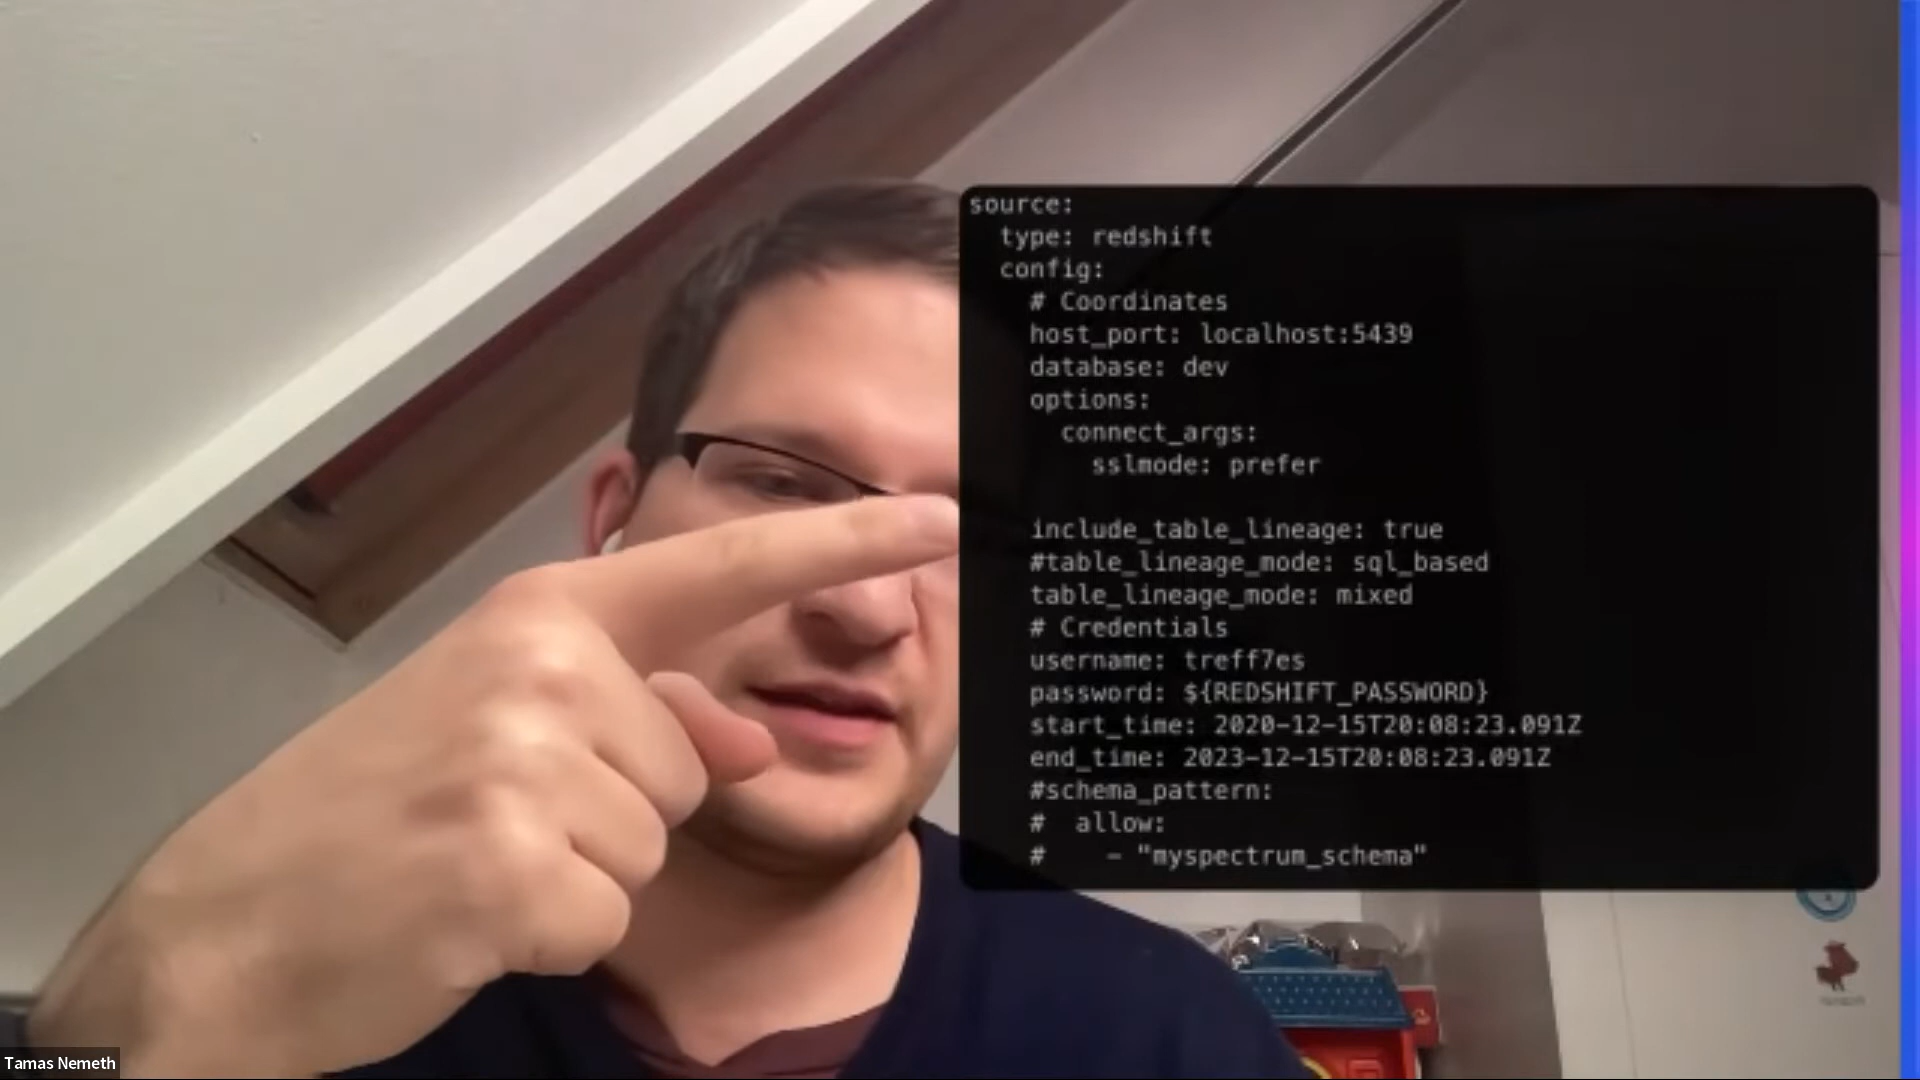 source:
  type: redshift
  config:
    # Coordinates
    host_port: localhost:5439
    database: dev
    options:
      connect_args:
        sslmode: prefer

    include_table_lineage: true
    #table_lineage_mode: sql_based
    table_lineage_mode: mixed
    # Credentials
    username: treff7es
    password: ${REDSHIFT_PASSWORD}
    start_time: 2020-12-15T20:08:23.091Z
    end_time: 2023-12-15T20:08:23.091Z
    #schema_pattern:
    #  allow:
    #    - "myspectrum_schema"
Tamas Nemeth